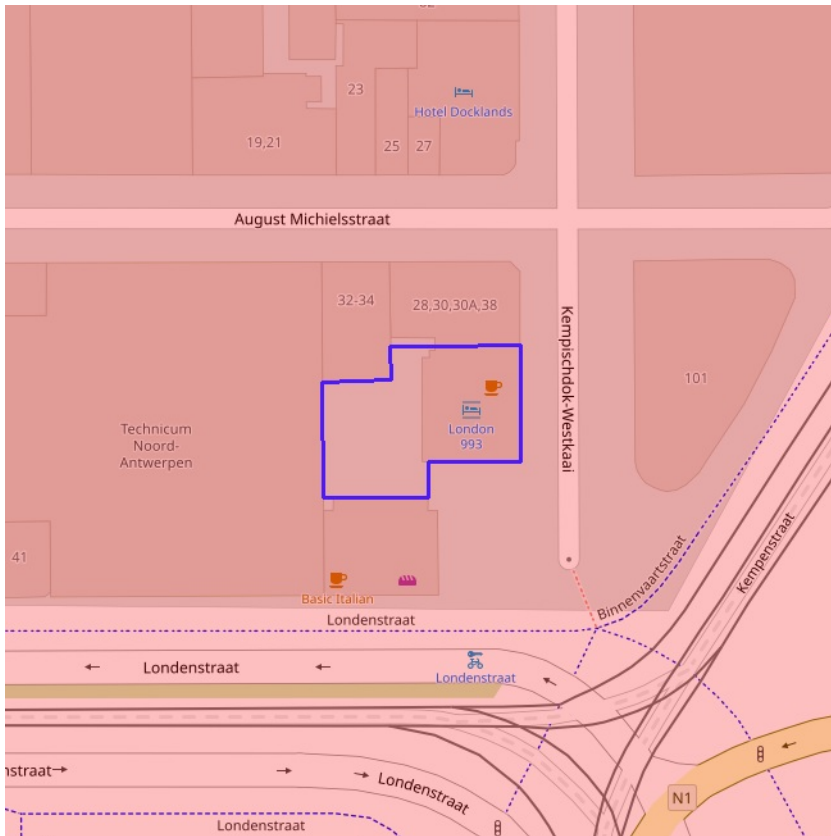 23
Hotel Docklands
19,21
25
27
August Michielsstraat
32-34
28,30,30A,38
Kempischdok-Westkaai
101
Technicum
Noord-
Antwerpen
London
993
41
Basic Italian
Londenstraat
Binnenvaartstraat
Kempenstraat
Londenstraat
Londenstraat
nstraat
Londenstraat
N1
Londenstraat